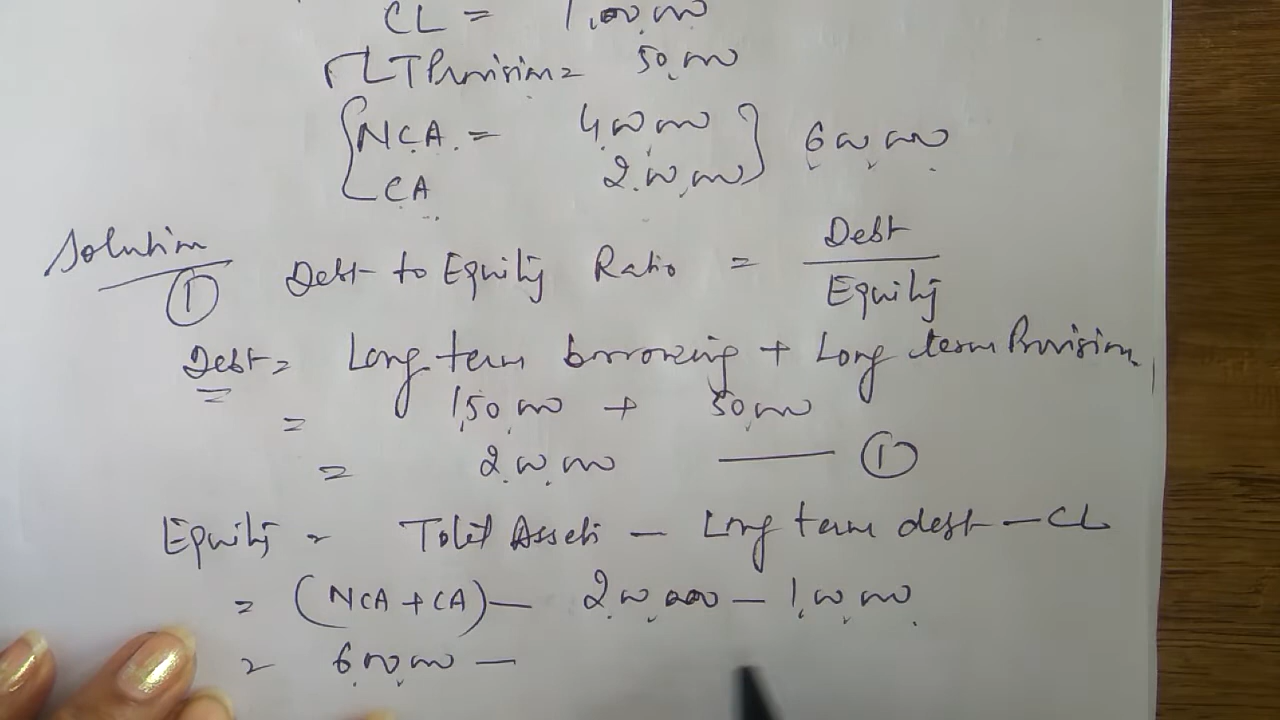 CL = 1,00,000
LT Provision = 50,000
NCA = 4,00,000
CA 2,00,000
6,00,000
Solution
① Debt to Equity Ratio = Debt / Equity
Debt = Long term borrowing + Long term Provision
= 1,50,000 + 50,000
= 2,00,000 —— ①
Equity = Total Assets — Long term debt — CL
= (NCA + CA) — 2,00,000 — 1,00,000
= 6,00,000 —